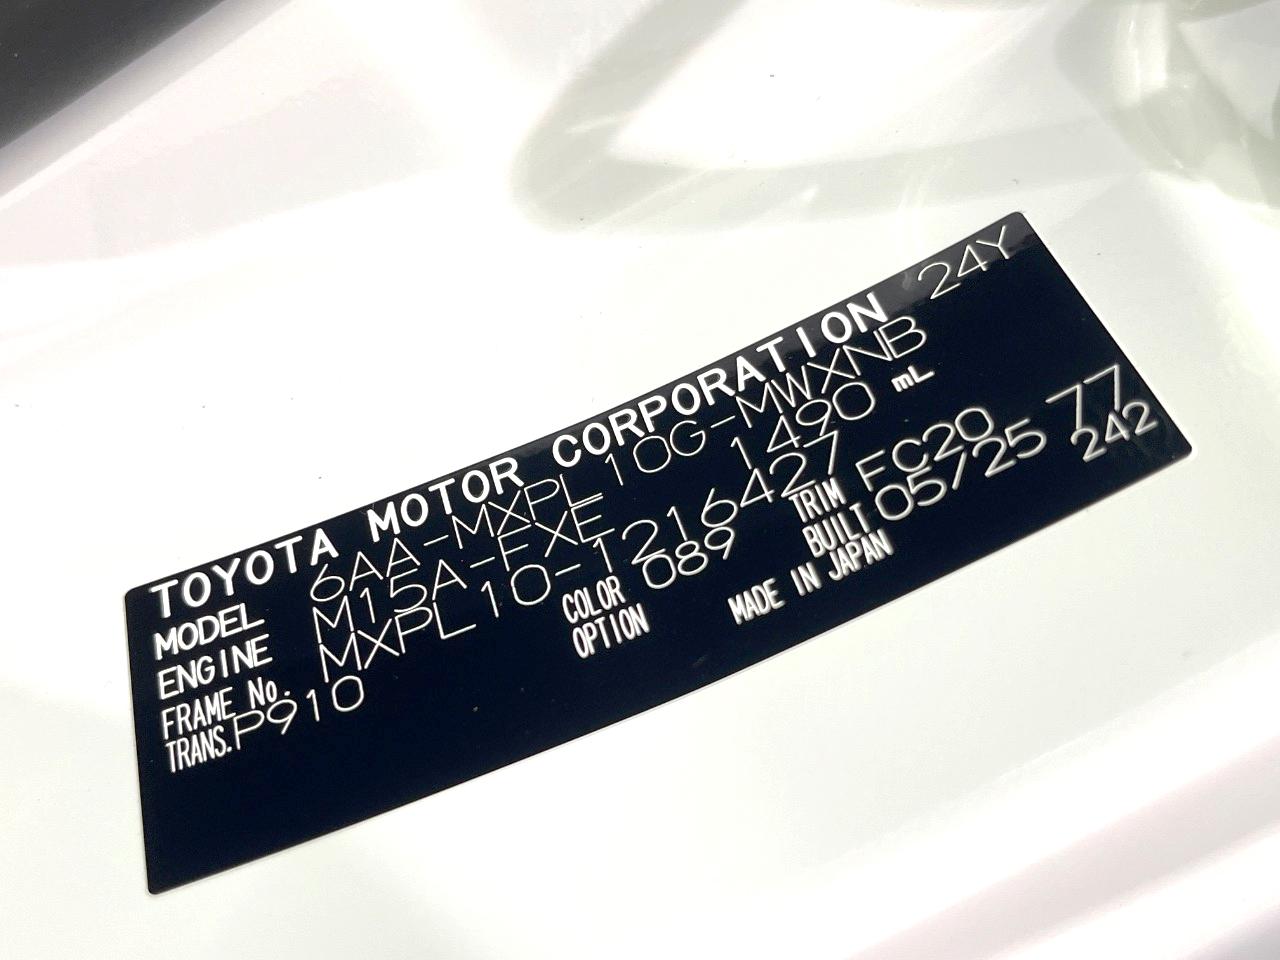 TOYOTA MOTOR CORPORATION 24Y
MODEL 6AA-MXPL10G-MWXNB
ENGINE M15A-FXE 1490 mL
FRAME No. MXPL10-1216427
TRANS. P910 COLOR 089 TRIM FC20
OPTION BUILT 05/25 77
MADE IN JAPAN 242